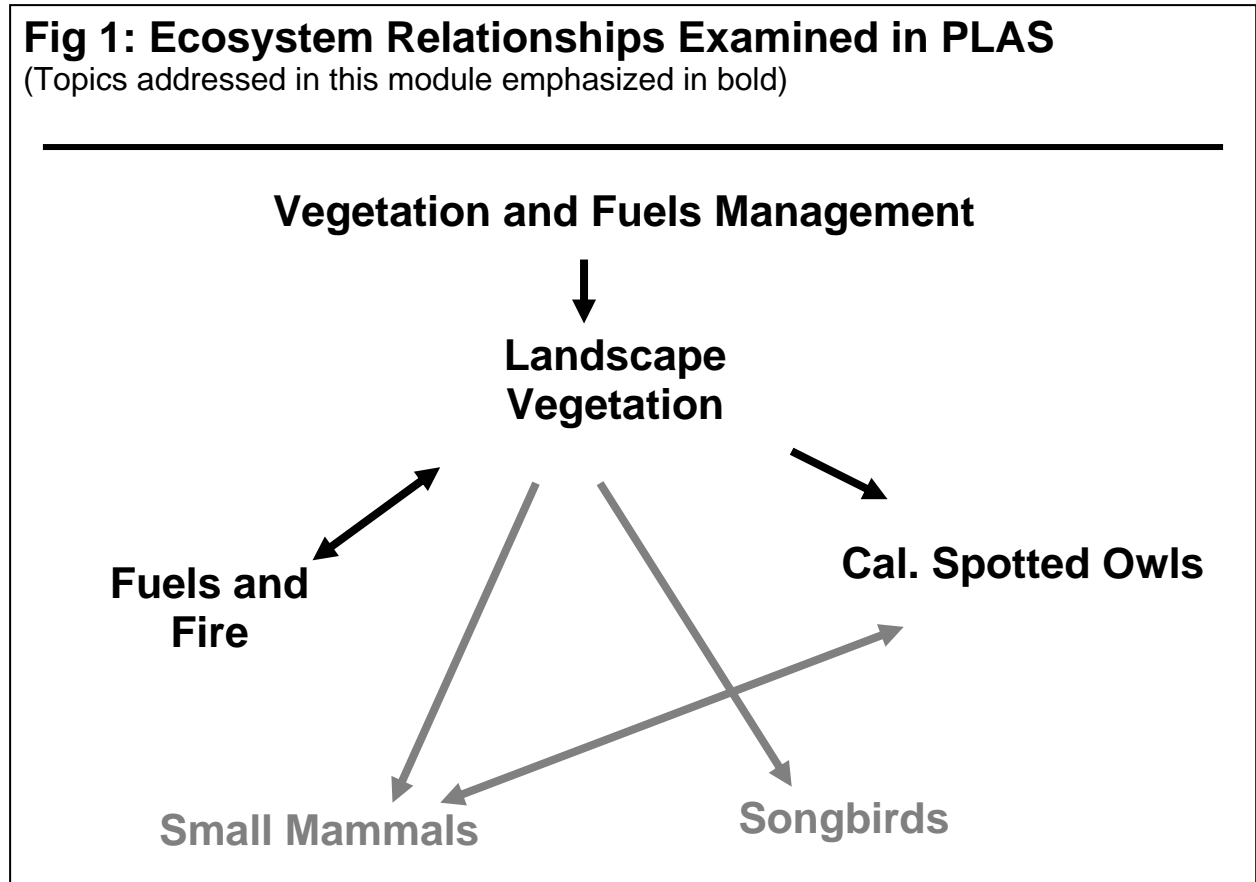 Fig 1: Ecosystem Relationships Examined in PLAS
(Topics addressed in this module emphasized in bold)
Vegetation and Fuels Management
Landscape
Vegetation
Fuels and
Fire
Cal. Spotted Owls
Small Mammals
Songbirds